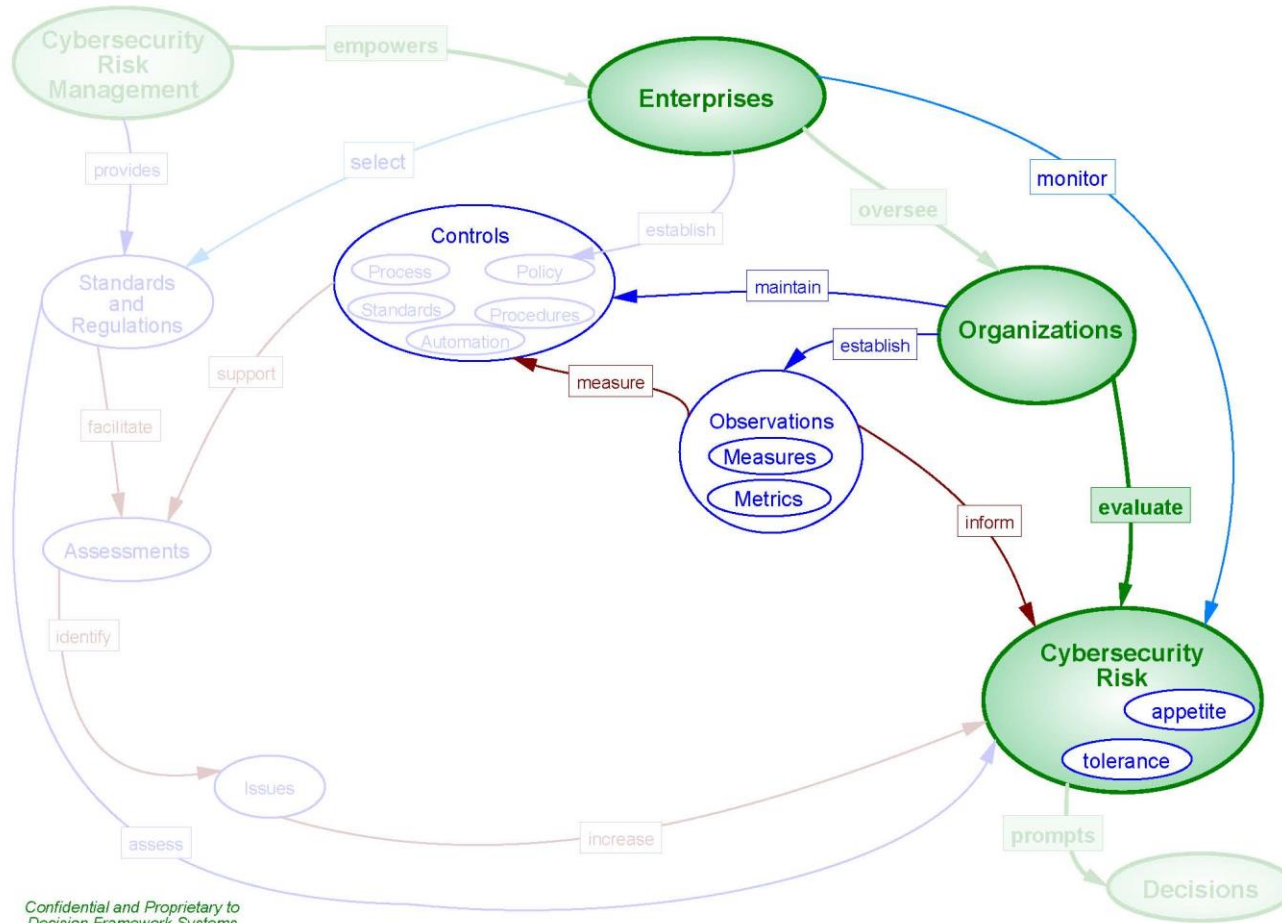 Cybersecurity
Risk
Management
empowers
Enterprises
provides
select
establish
oversee
monitor
Controls
Process
Policy
Standards
Procedures
Automation
Standards
and
Regulations
maintain
Organizations
establish
support
measure
Observations
Measures
Metrics
facilitate
inform
evaluate
Assessments
identify
Cybersecurity
Risk
appetite
tolerance
Issues
assess
increase
prompts
Decisions
Confidential and Proprietary to
Decision Framework Systems